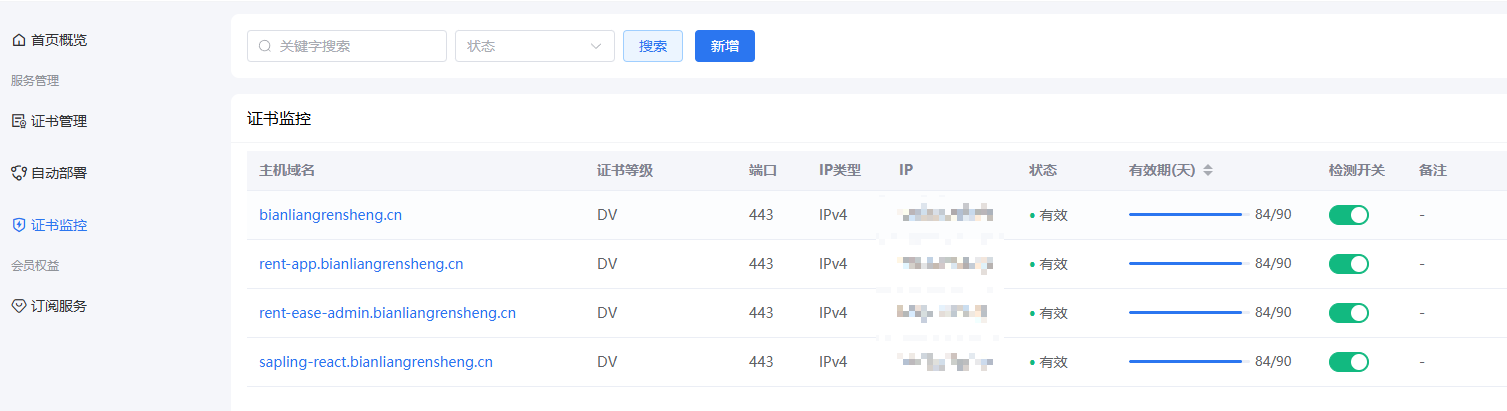 首页概览
服务管理
证书管理
自动部署
证书监控
会员权益
订阅服务
关键字搜索 状态 搜索 新增
证书监控
主机域名 证书等级 端口 IP类型 IP 状态 有效期(天) 检测开关 备注
bianliangrensheng.cn DV 443 IPv4 有效 84/90 -
rent-app.bianliangrensheng.cn DV 443 IPv4 有效 84/90 -
rent-ease-admin.bianliangrensheng.cn DV 443 IPv4 有效 84/90 -
sapling-react.bianliangrensheng.cn DV 443 IPv4 有效 84/90 -